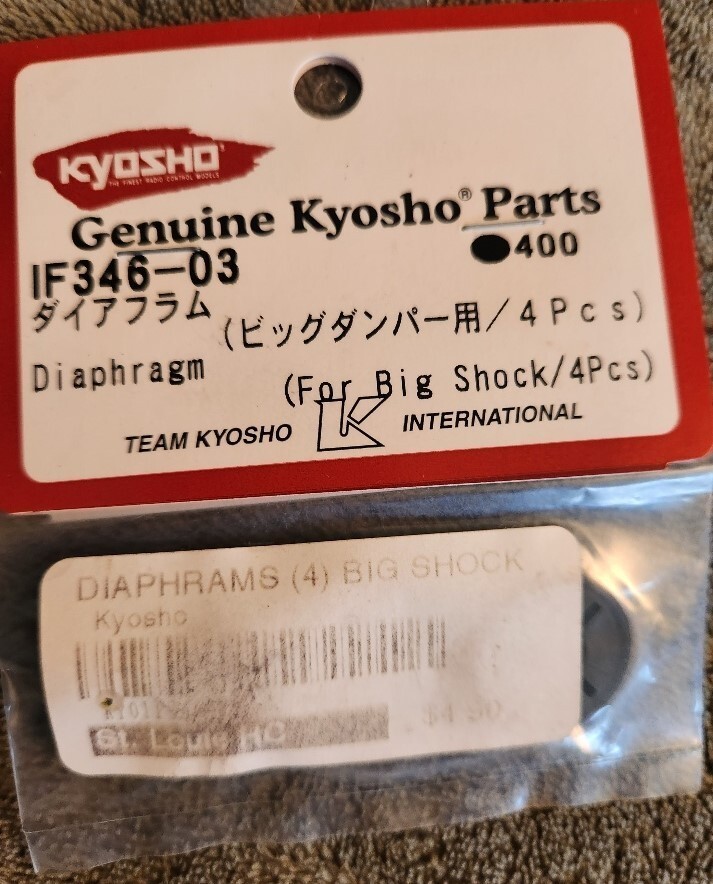 KYOSHO
THE FINEST RADIO CONTROL MODELS
Genuine Kyosho® Parts
IF346-03 ●400
ダイアフラム
(ビッグダンパー用/4Pcs)
Diaphragm
(For Big Shock/4Pcs)
TEAM KYOSHO K INTERNATIONAL
DIAPHRAMS (4) BIG SHOCK
Kyosho
$4.90
St. Louis HC